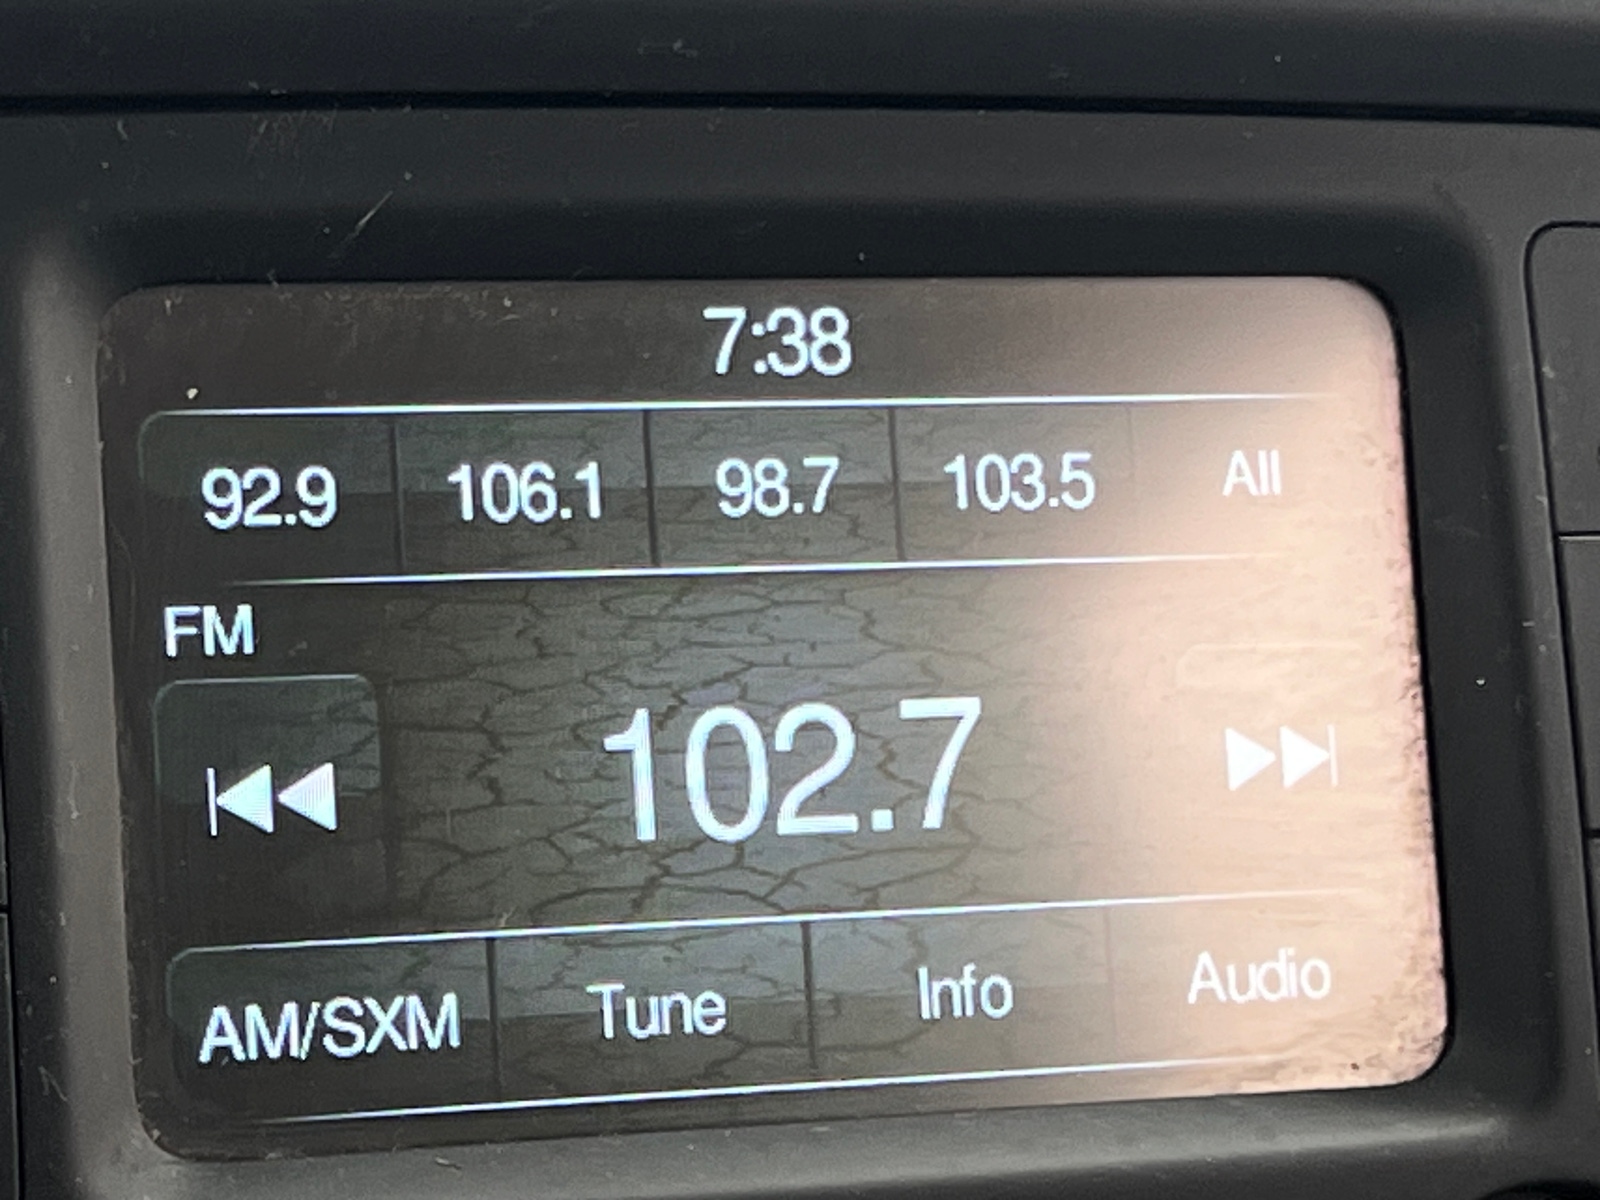 7:38
92.9 106.1 98.7 103.5 All
FM
102.7
AM/SXM Tune Info Audio